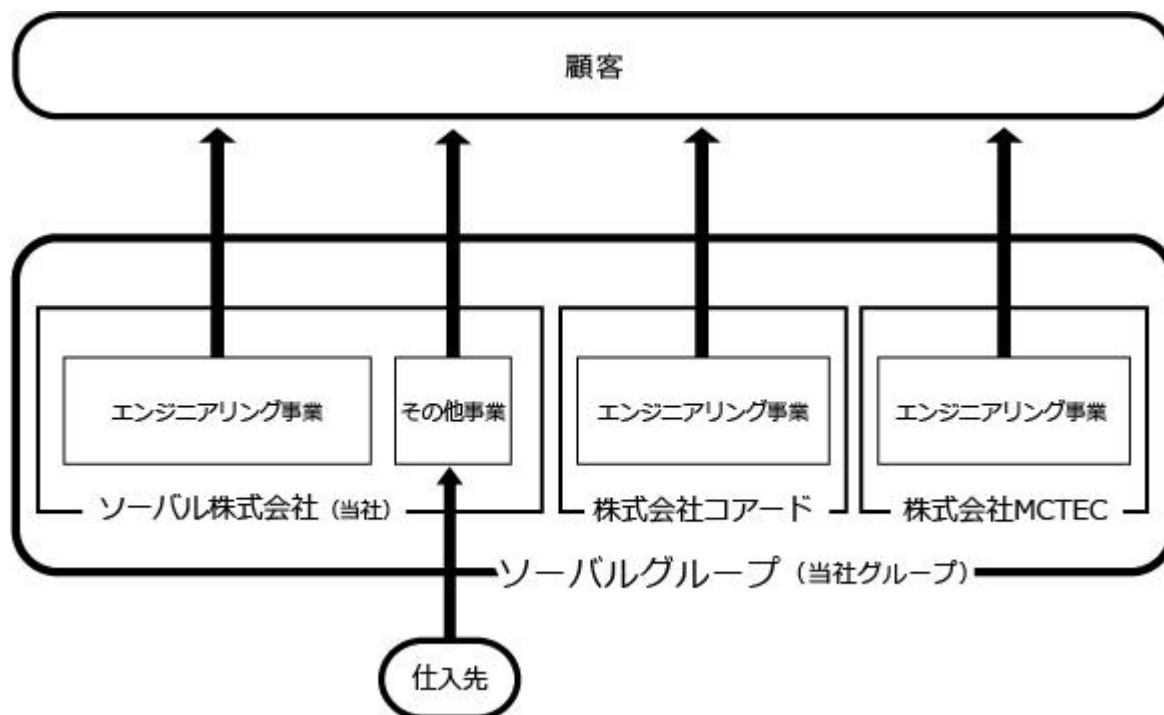 顧客
エンジニアリング事業
その他事業
エンジニアリング事業
エンジニアリング事業
ソーバル株式会社（当社）
株式会社コアード
株式会社MCTEC
ソーバルグループ（当社グループ）
仕入先